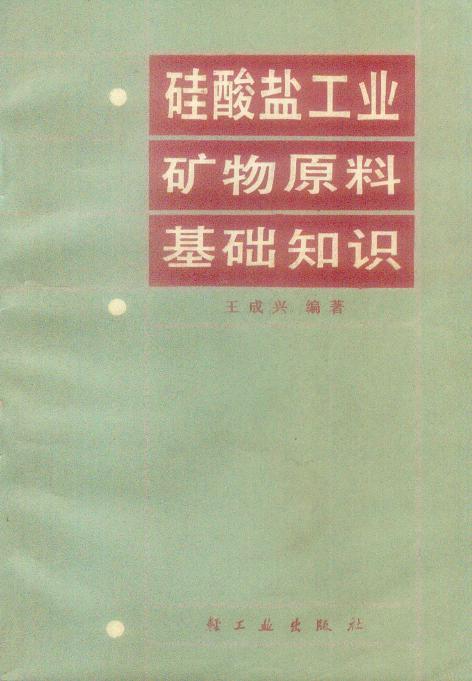 硅酸盐工业
矿物原料
基础知识
王成兴 编著
轻工业出版社